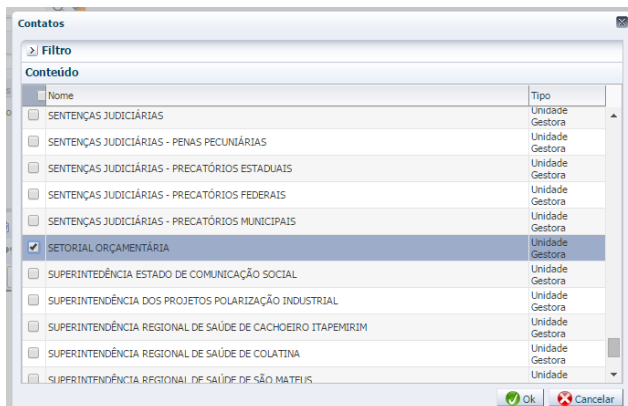 Contatos
Filtro
Conteúdo
Nome Tipo
SENTENÇAS JUDICIÁRIAS Unidade Gestora
SENTENÇAS JUDICIÁRIAS - PENAS PECUNIÁRIAS Unidade Gestora
SENTENÇAS JUDICIÁRIAS - PRECATÓRIOS ESTADUAIS Unidade Gestora
SENTENÇAS JUDICIÁRIAS - PRECATÓRIOS FEDERAIS Unidade Gestora
SENTENÇAS JUDICIÁRIAS - PRECATÓRIOS MUNICIPAIS Unidade Gestora
SETORIAL ORÇAMENTÁRIA Unidade Gestora
SUPERINTEDÊNCIA ESTADO DE COMUNICAÇÃO SOCIAL Unidade Gestora
SUPERINTENDÊNCIA DOS PROJETOS POLARIZAÇÃO INDUSTRIAL Unidade Gestora
SUPERINTENDÊNCIA REGIONAL DE SAÚDE DE CACHOEIRO ITAPEMIRIM Unidade Gestora
SUPERINTENDÊNCIA REGIONAL DE SAÚDE DE COLATINA Unidade Gestora
SUPERINTENDÊNCIA REGIONAL DE SAÚDE DE SÃO MATEUS Unidade
Ok Cancelar